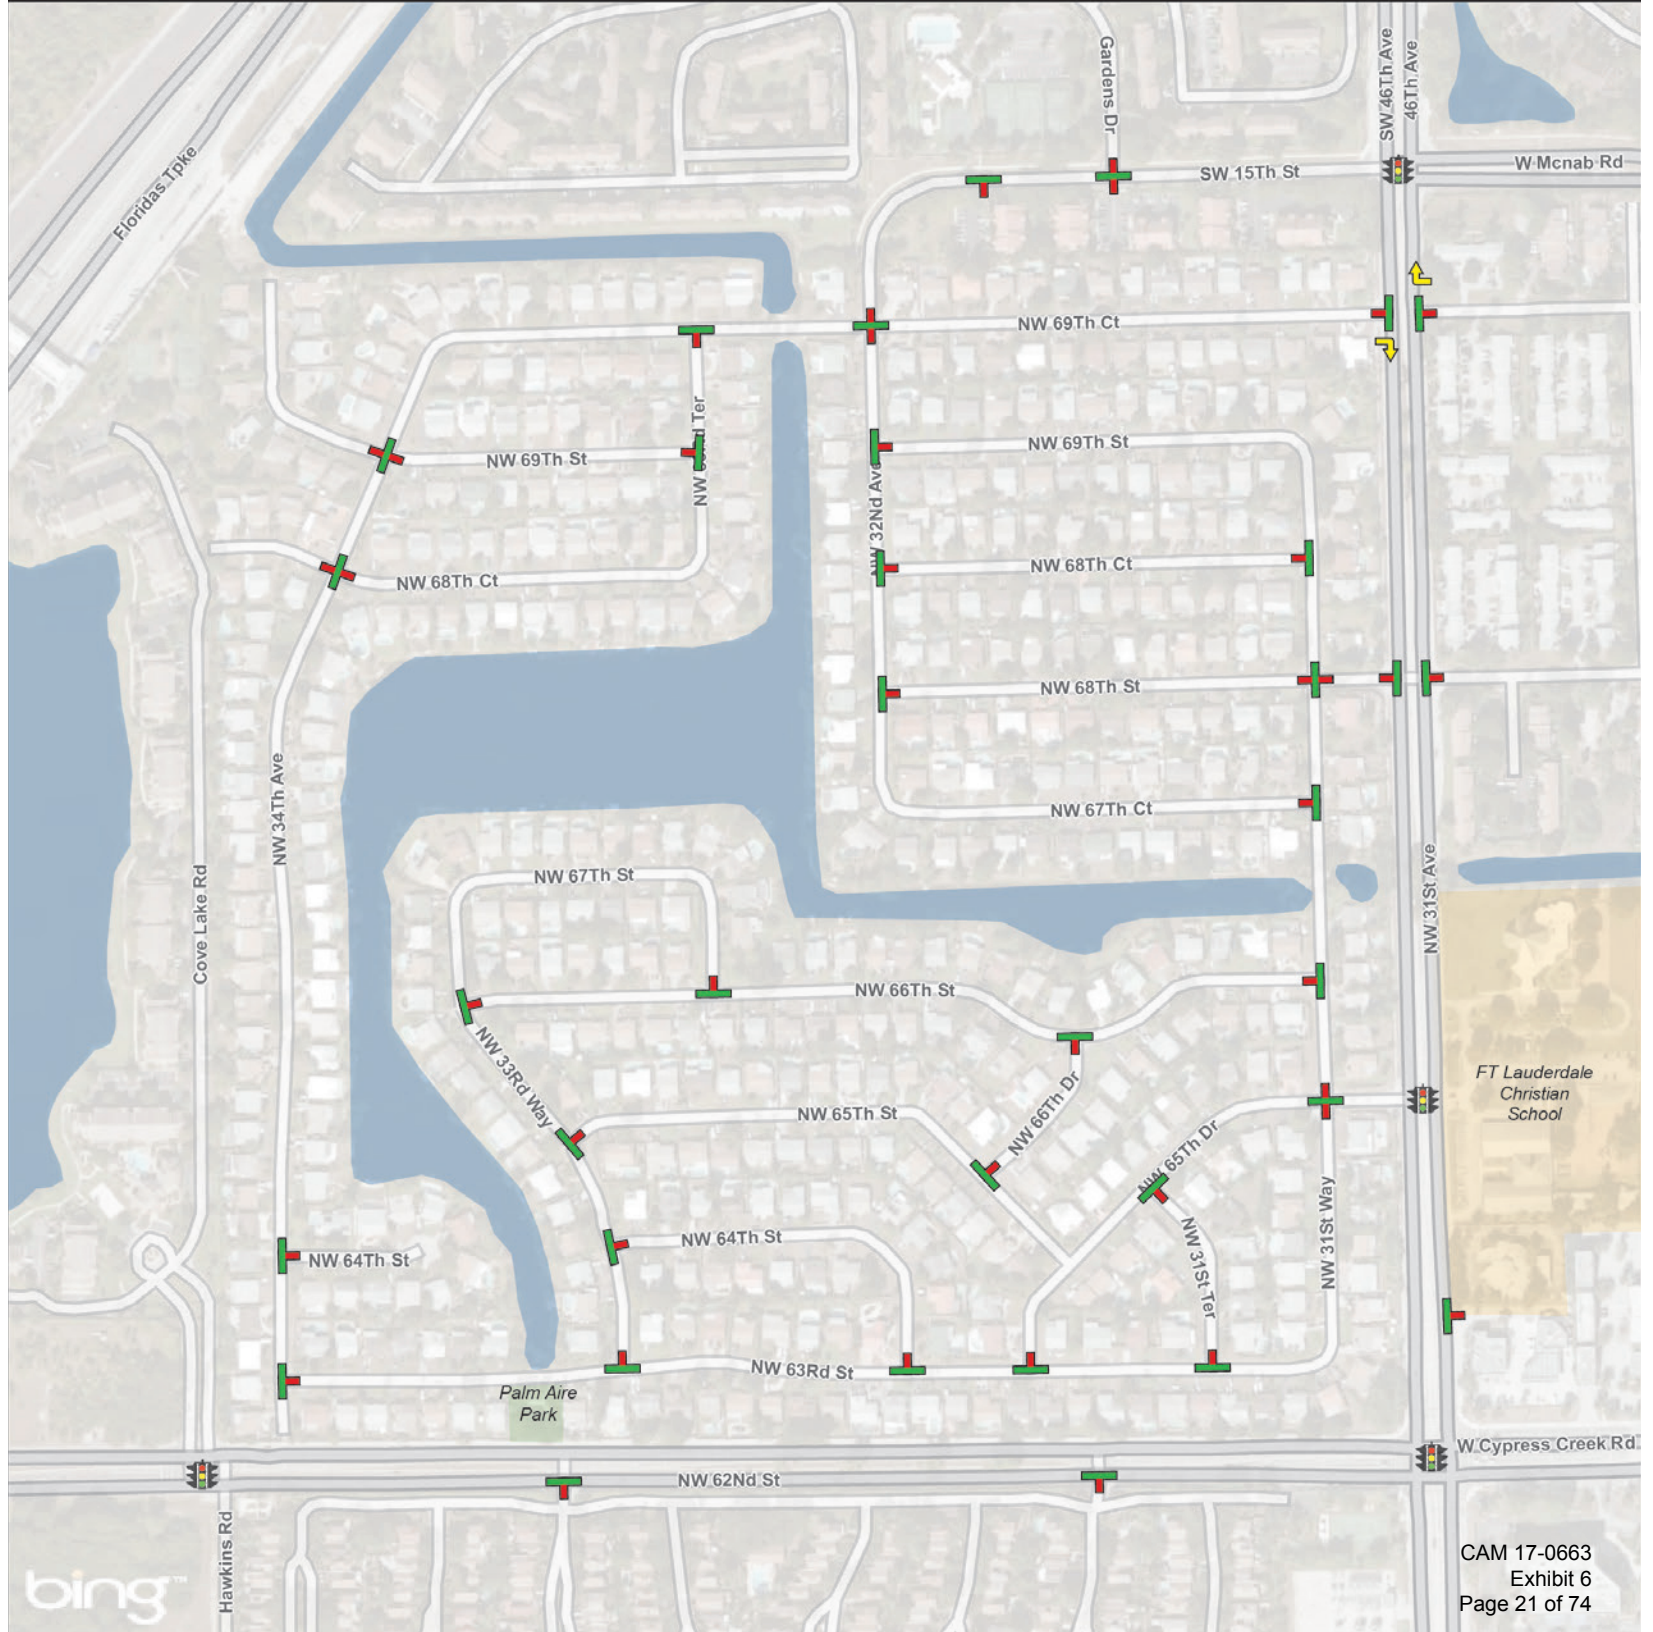 Gardens Dr
SW 46Th Ave
46Th Ave
Floridas Tpke
SW 15Th St
W Mcnab Rd
NW 69Th Ct
NW 69Th St
NW 69Th St
NW
Ter
NW 32Nd Ave
NW 68Th Ct
NW 68Th Ct
NW 68Th St
NW 34Th Ave
NW 67Th Ct
Cove Lake Rd
NW 67Th St
NW 31St Ave
NW 66Th St
NW 33Rd Way
NW 66Th Dr
FT Lauderdale
Christian
School
NW 65Th St
NW 65Th Dr
NW 31St Way
NW 64Th St
NW 64Th St
NW 31St Ter
NW 63Rd St
Palm Aire
Park
W Cypress Creek Rd
NW 62Nd St
Hawkins Rd
CAM 17-0663
Exhibit 6
Page 21 of 74
bing™